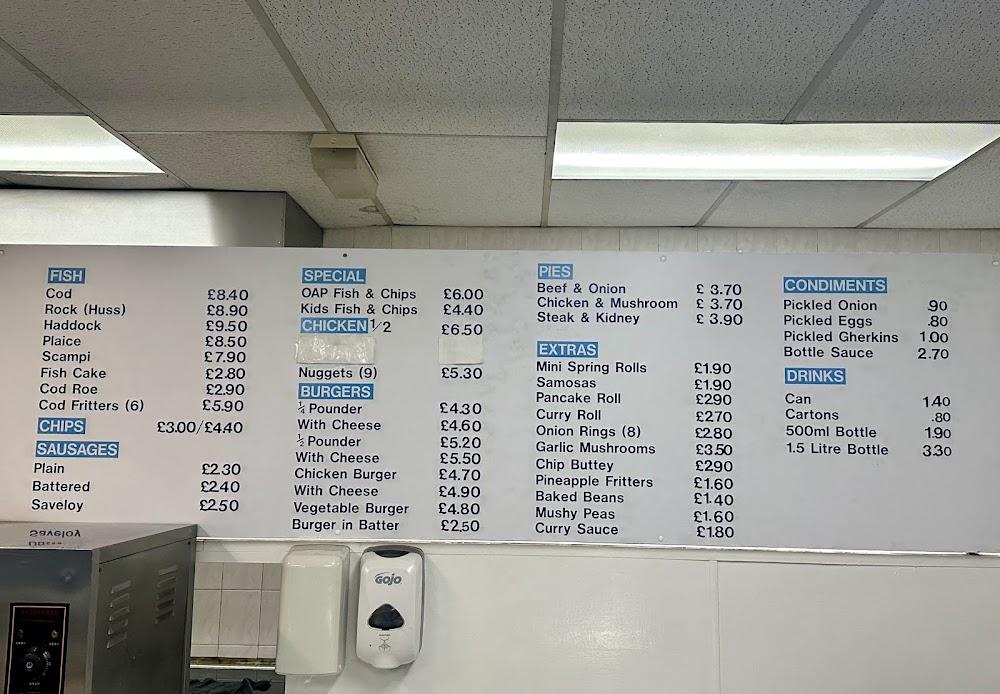 FISH
Cod £8.40
Rock (Huss) £8.90
Haddock £9.50
Plaice £8.50
Scampi £7.90
Fish Cake £2.80
Cod Roe £2.90
Cod Fritters (6) £5.90
CHIPS £3.00/£4.40
SAUSAGES
Plain £2.30
Battered £2.40
Saveloy £2.50
SPECIAL
OAP Fish & Chips £6.00
Kids Fish & Chips £4.40
CHICKEN 1/2 £6.50
Nuggets (9) £5.30
BURGERS
¼ Pounder £4.30
With Cheese £4.60
½ Pounder £5.20
With Cheese £5.50
Chicken Burger £4.70
With Cheese £4.90
Vegetable Burger £4.80
Burger in Batter £2,50
PIES
Beef & Onion £ 3.70
Chicken & Mushroom £ 3.70
Steak & Kidney £ 3.90
EXTRAS
Mini Spring Rolls £1.90
Samosas £1.90
Pancake Roll £290
Curry Roll £270
Onion Rings (8) £2.80
Garlic Mushrooms £3.50
Chip Buttey £290
Pineapple Fritters £1.60
Baked Beans £1.40
Mushy Peas £1.60
Curry Sauce £1.80
CONDIMENTS
Pickled Onion .90
Pickled Eggs .80
Pickled Gherkins 1.00
Bottle Sauce 2.70
DRINKS
Can 1.40
Cartons .80
500ml Bottle 1.90
1.5 Litre Bottle 3.30
Saveloy
GOJO